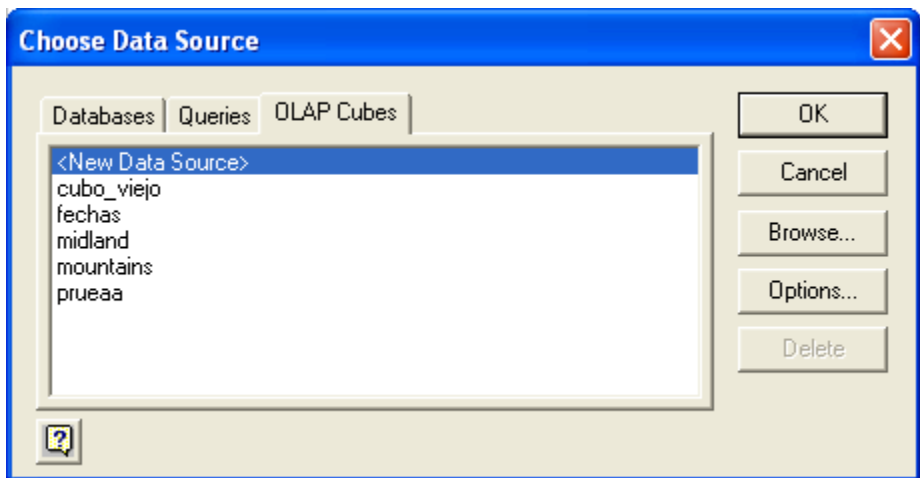 Choose Data Source
Databases Queries OLAP Cubes
<New Data Source>
cubo_viejo
fechas
midland
mountains
prueaa
OK
Cancel
Browse...
Options...
Delete
?